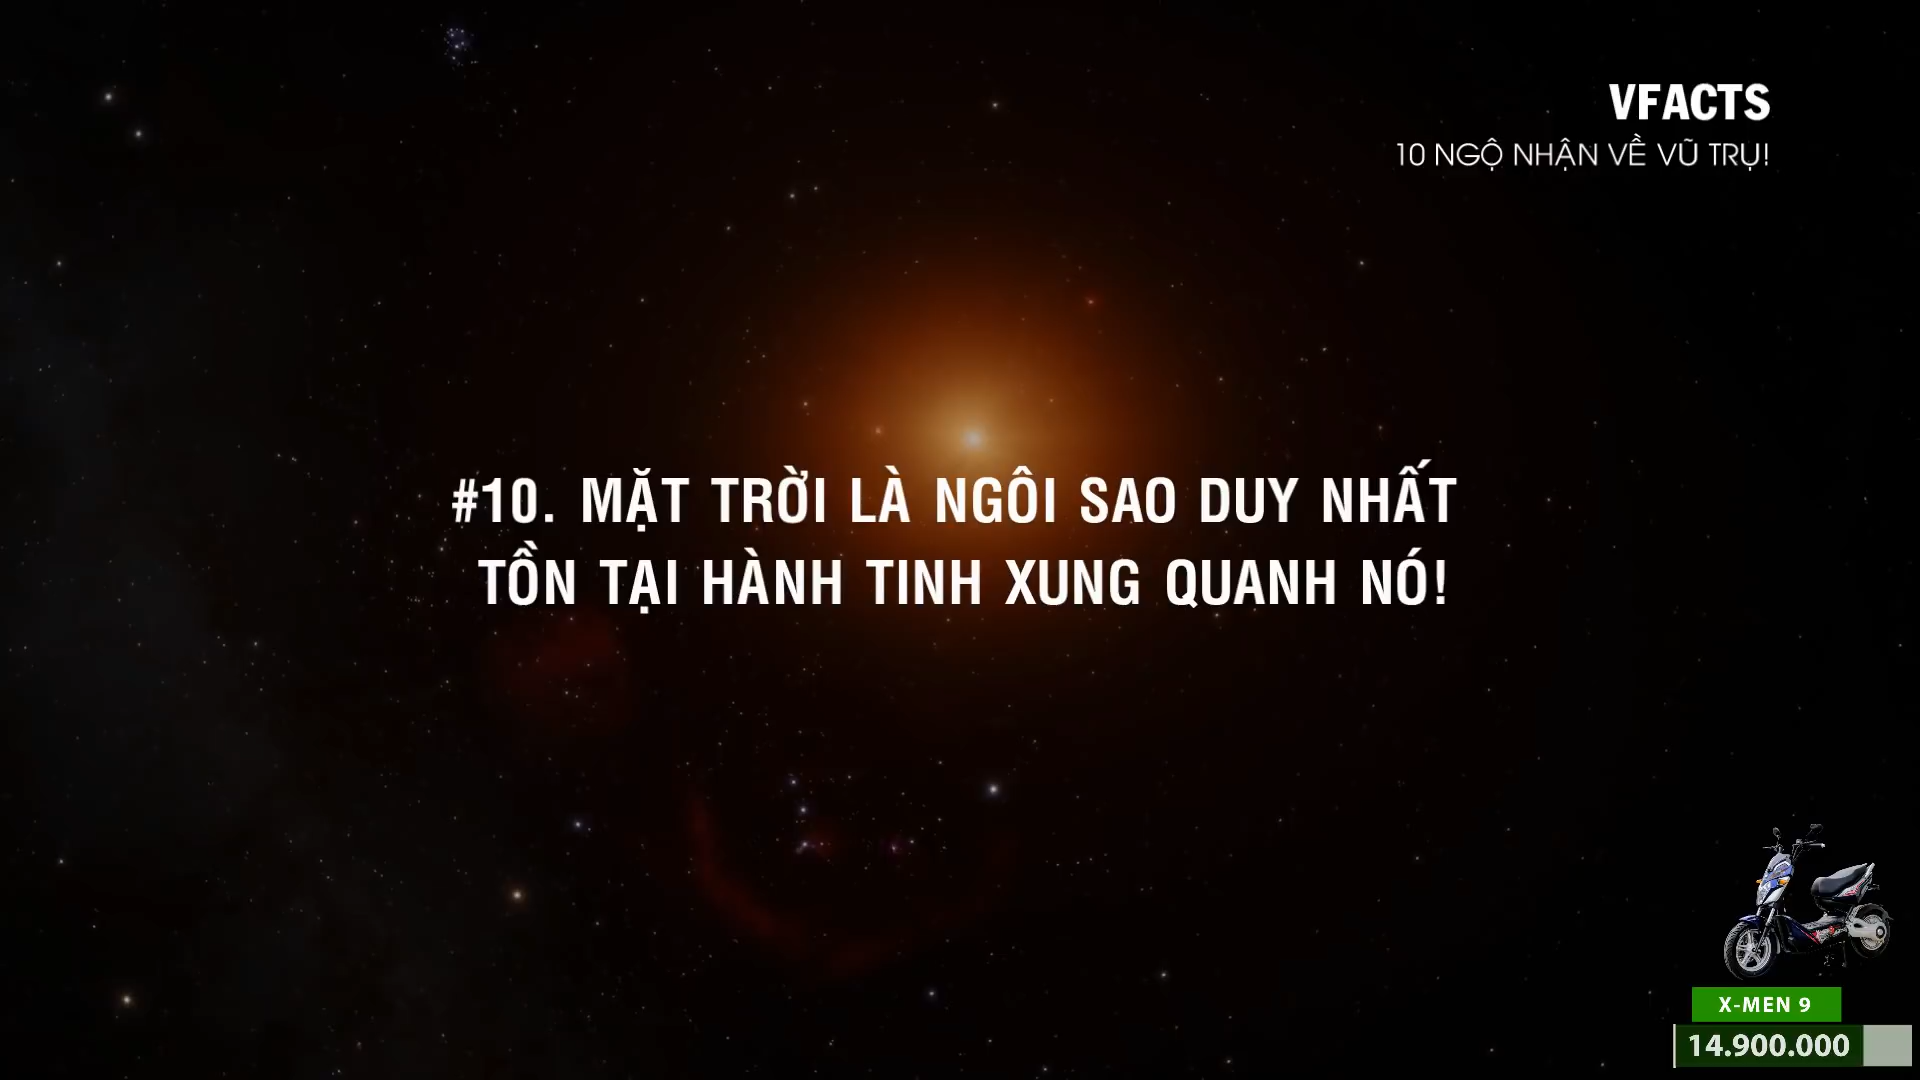 VFACTS
10 NGỘ NHẬN VỀ VŨ TRỤ!
#10. MẶT TRỜI LÀ NGÔI SAO DUY NHẤT
TỒN TẠI HÀNH TINH XUNG QUANH NÓ!
X-MEN 9
14.900.000